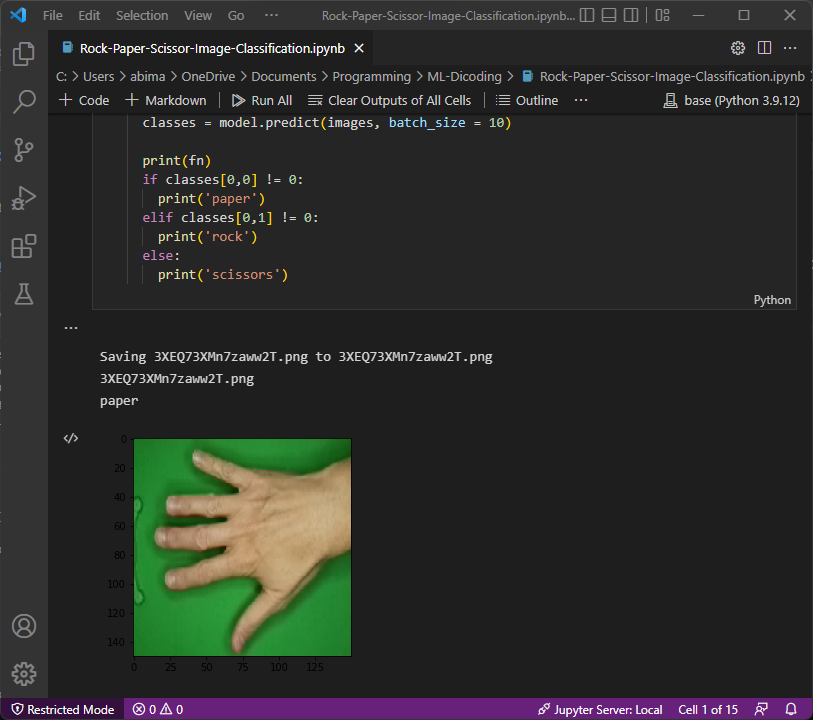 File Edit Selection View Go ··· Rock-Paper-Scissor-Image-Classification.ipynb...
Rock-Paper-Scissor-Image-Classification.ipynb
C: > Users > abima > OneDrive > Documents > Programming > ML-Dicoding > Rock-Paper-Scissor-Image-Classification.ipynb
+ Code + Markdown Run All Clear Outputs of All Cells Outline ··· base (Python 3.9.12)
classes = model.predict(images, batch_size = 10)
print(fn)
if classes[0,0] != 0:
print('paper')
elif classes[0,1] != 0:
print('rock')
else:
print('scissors')
Python
...
Saving 3XEQ73XMn7zaww2T.png to 3XEQ73XMn7zaww2T.png
3XEQ73XMn7zaww2T.png
paper
0
20
40
60
80
100
120
140
0 25 50 75 100 125
Restricted Mode 0 0 Jupyter Server: Local Cell 1 of 15